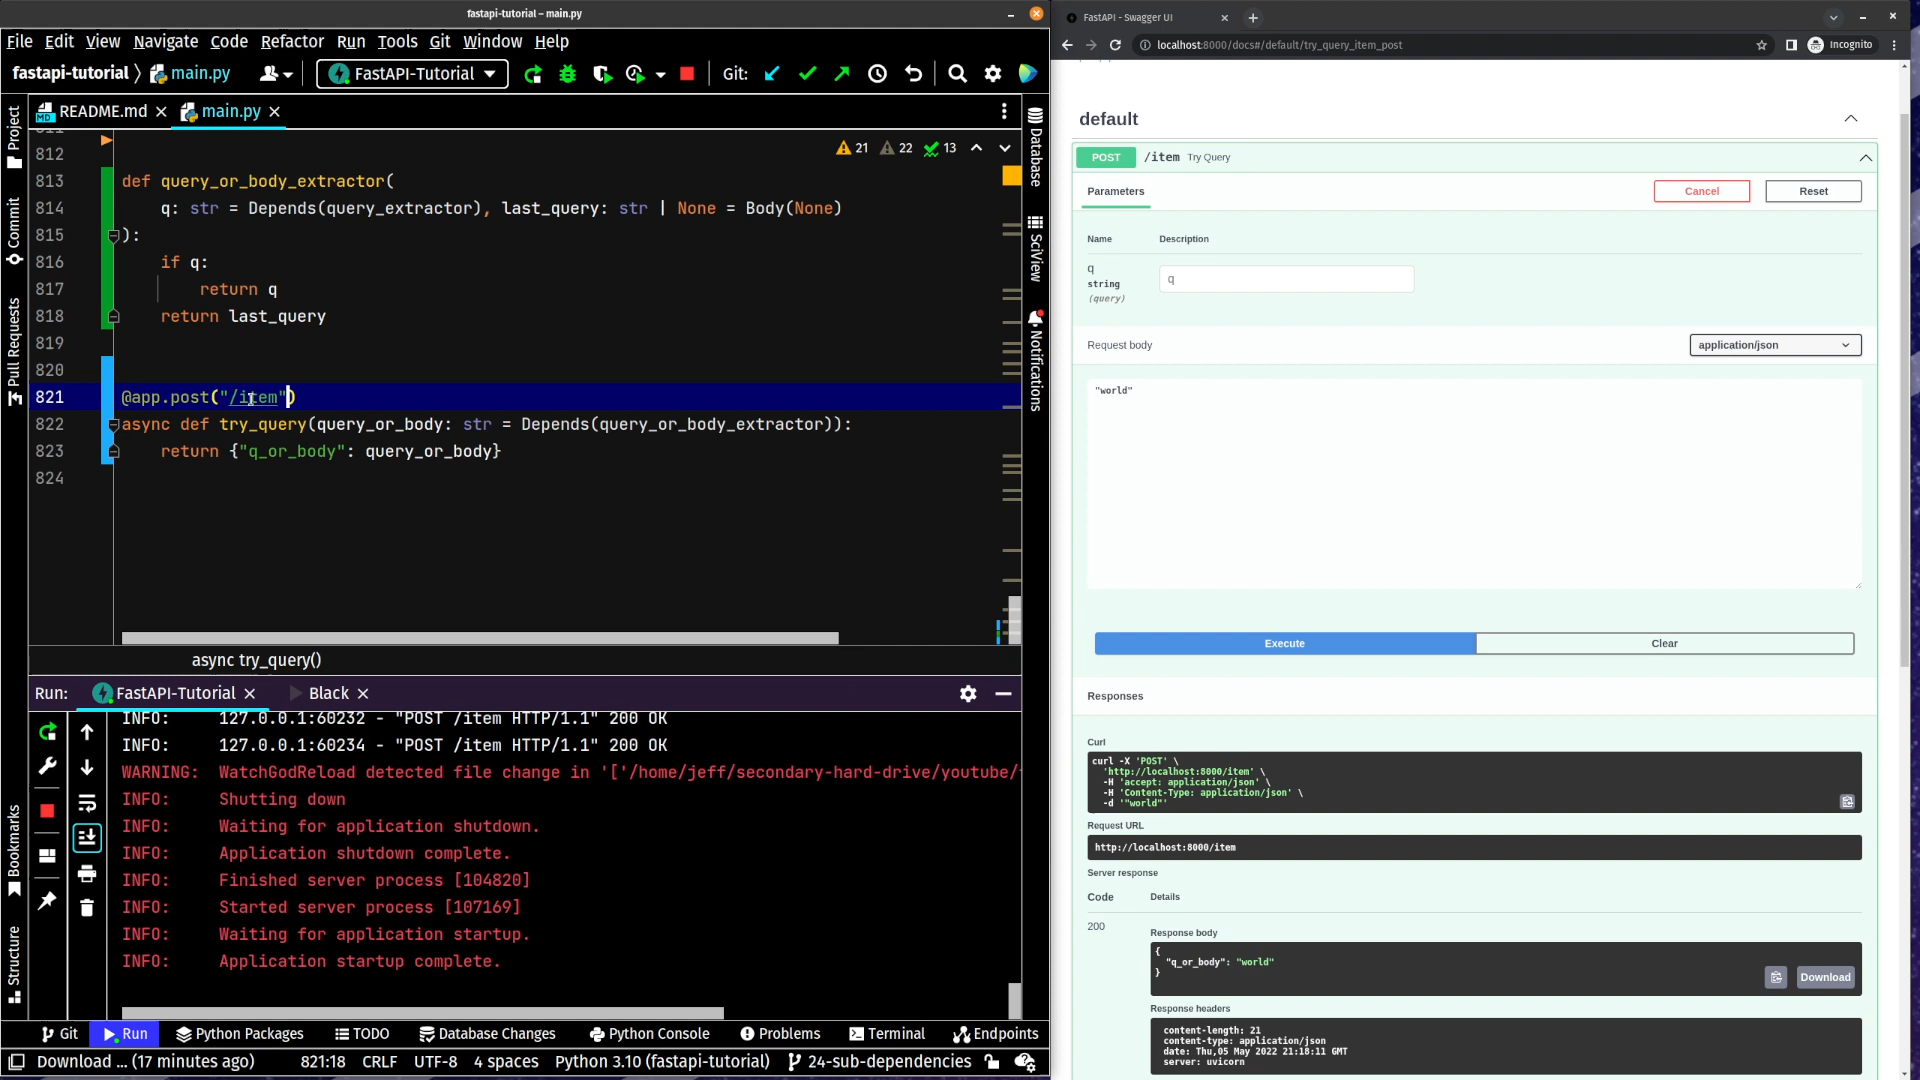 fastapi-tutorial – main.py
File Edit View Navigate Code Refactor Run Tools Git Window Help
fastapi-tutorial main.py FastAPI-Tutorial Git:
README.md main.py
Project
Commit
Pull Requests
Bookmarks
Structure
21 22 13
812
813 def query_or_body_extractor(
814 q: str = Depends(query_extractor), last_query: str | None = Body(None)
815 ):
816 if q:
817 return q
818 return last_query
819
820
821 @app.post("/item")
822 async def try_query(query_or_body: str = Depends(query_or_body_extractor)):
823 return {"q_or_body": query_or_body}
824
Database
SciView
Notifications
async try_query()
Run: FastAPI-Tutorial Black
INFO: 127.0.0.1:60232 - "POST /item HTTP/1.1" 200 OK
INFO: 127.0.0.1:60234 - "POST /item HTTP/1.1" 200 OK
WARNING: WatchGodReload detected file change in '['/home/jeff/secondary-hard-drive/youtube/
INFO: Shutting down
INFO: Waiting for application shutdown.
INFO: Application shutdown complete.
INFO: Finished server process [104820]
INFO: Started server process [107169]
INFO: Waiting for application startup.
INFO: Application startup complete.
Git Run Python Packages TODO Database Changes Python Console Problems Terminal Endpoints
Download ... (17 minutes ago) 821:18 CRLF UTF-8 4 spaces Python 3.10 (fastapi-tutorial) 24-sub-dependencies
FastAPI - Swagger UI
localhost:8000/docs#/default/try_query_item_post Incognito
default
POST /item Try Query
Parameters Cancel Reset
Name Description
q
string
(query)
q
Request body application/json
"world"
Execute Clear
Responses
Curl
curl -X 'POST' \
'http://localhost:8000/item' \
-H 'accept: application/json' \
-H 'Content-Type: application/json' \
-d '"world"'
Request URL
http://localhost:8000/item
Server response
Code Details
200
Response body
{
"q_or_body": "world"
}
Download
Response headers
content-length: 21
content-type: application/json
date: Thu,05 May 2022 21:18:11 GMT
server: uvicorn